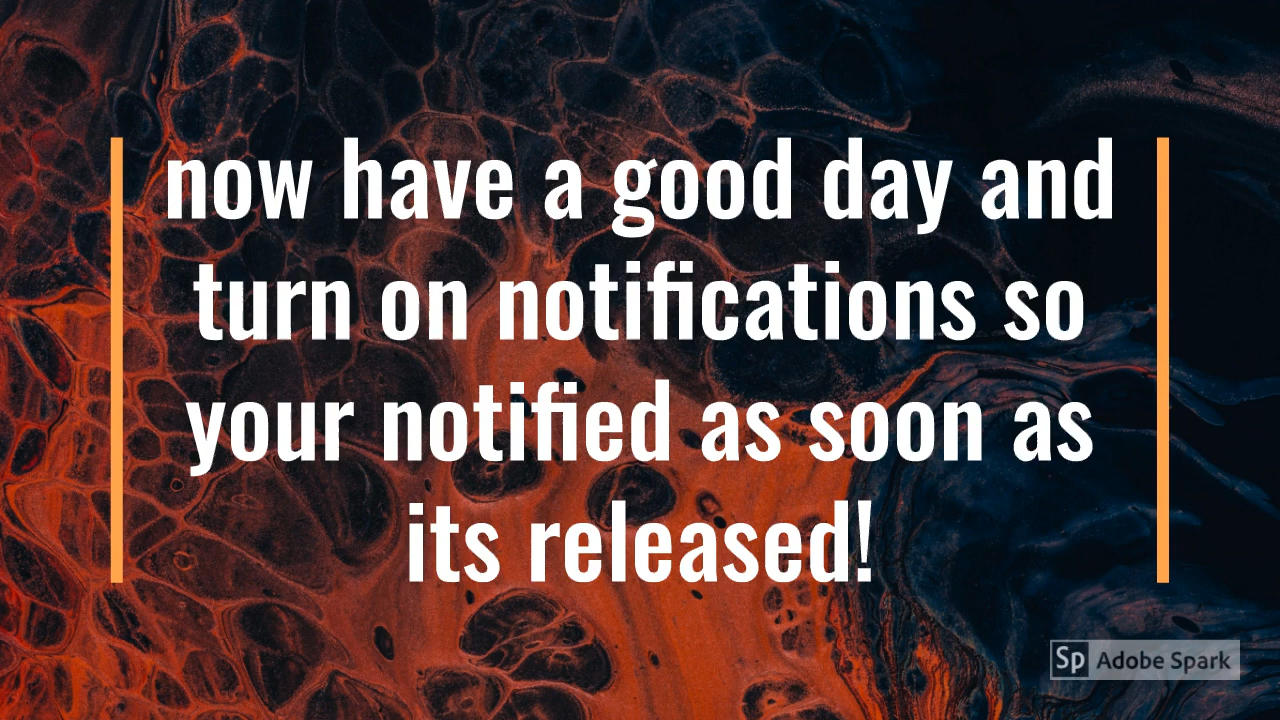 now have a good day and
turn on notifications so
your notified as soon as
its released!
Sp Adobe Spark